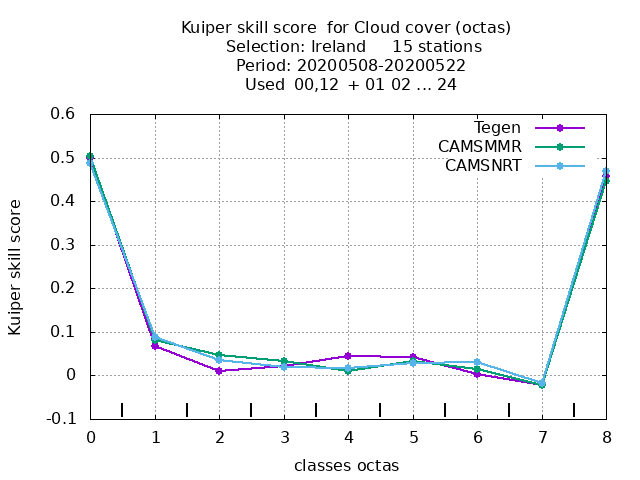 Kuiper skill score  for Cloud cover (octas)
Selection: Ireland     15 stations
Period: 20200508-20200522
Used  00,12  + 01 02 ... 24
Tegen
CAMSMMR
CAMSNRT
Kuiper skill score
0.6
0.5
0.4
0.3
0.2
0.1
0
-0.1
0 1 2 3 4 5 6 7 8
classes octas